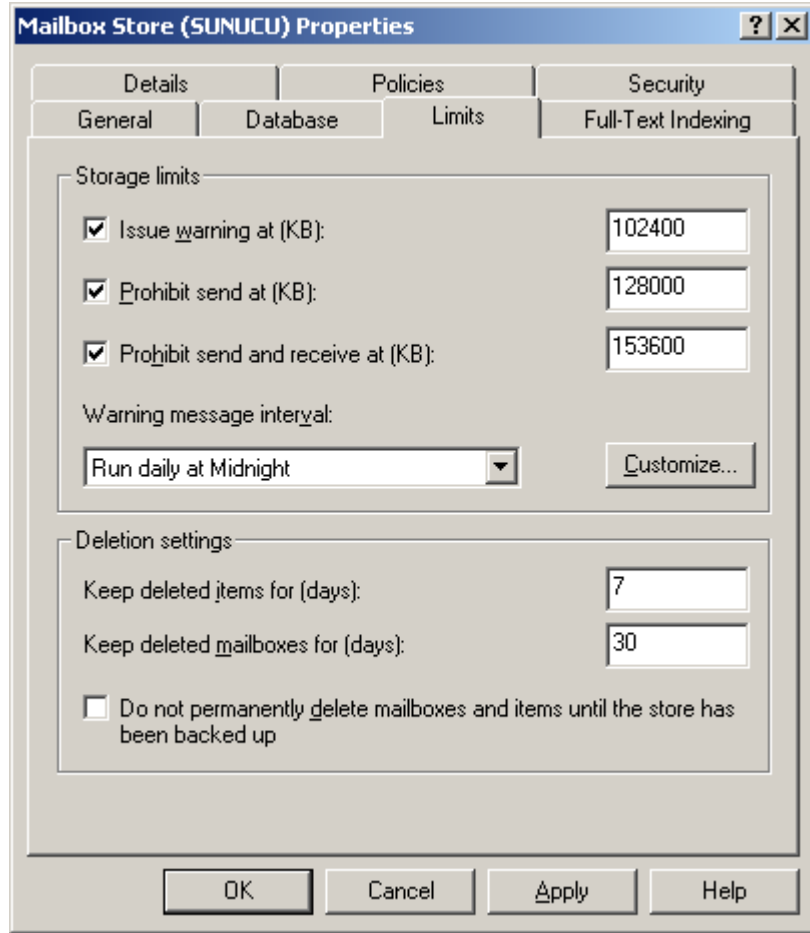 Mailbox Store (SUNUCU) Properties
Details Policies Security
General Database Limits Full-Text Indexing
Storage limits
Issue warning at (KB): 102400
Prohibit send at (KB): 128000
Prohibit send and receive at (KB): 153600
Warning message interval:
Run daily at Midnight Customize...
Deletion settings
Keep deleted items for (days): 7
Keep deleted mailboxes for (days): 30
Do not permanently delete mailboxes and items until the store has
been backed up
OK Cancel Apply Help